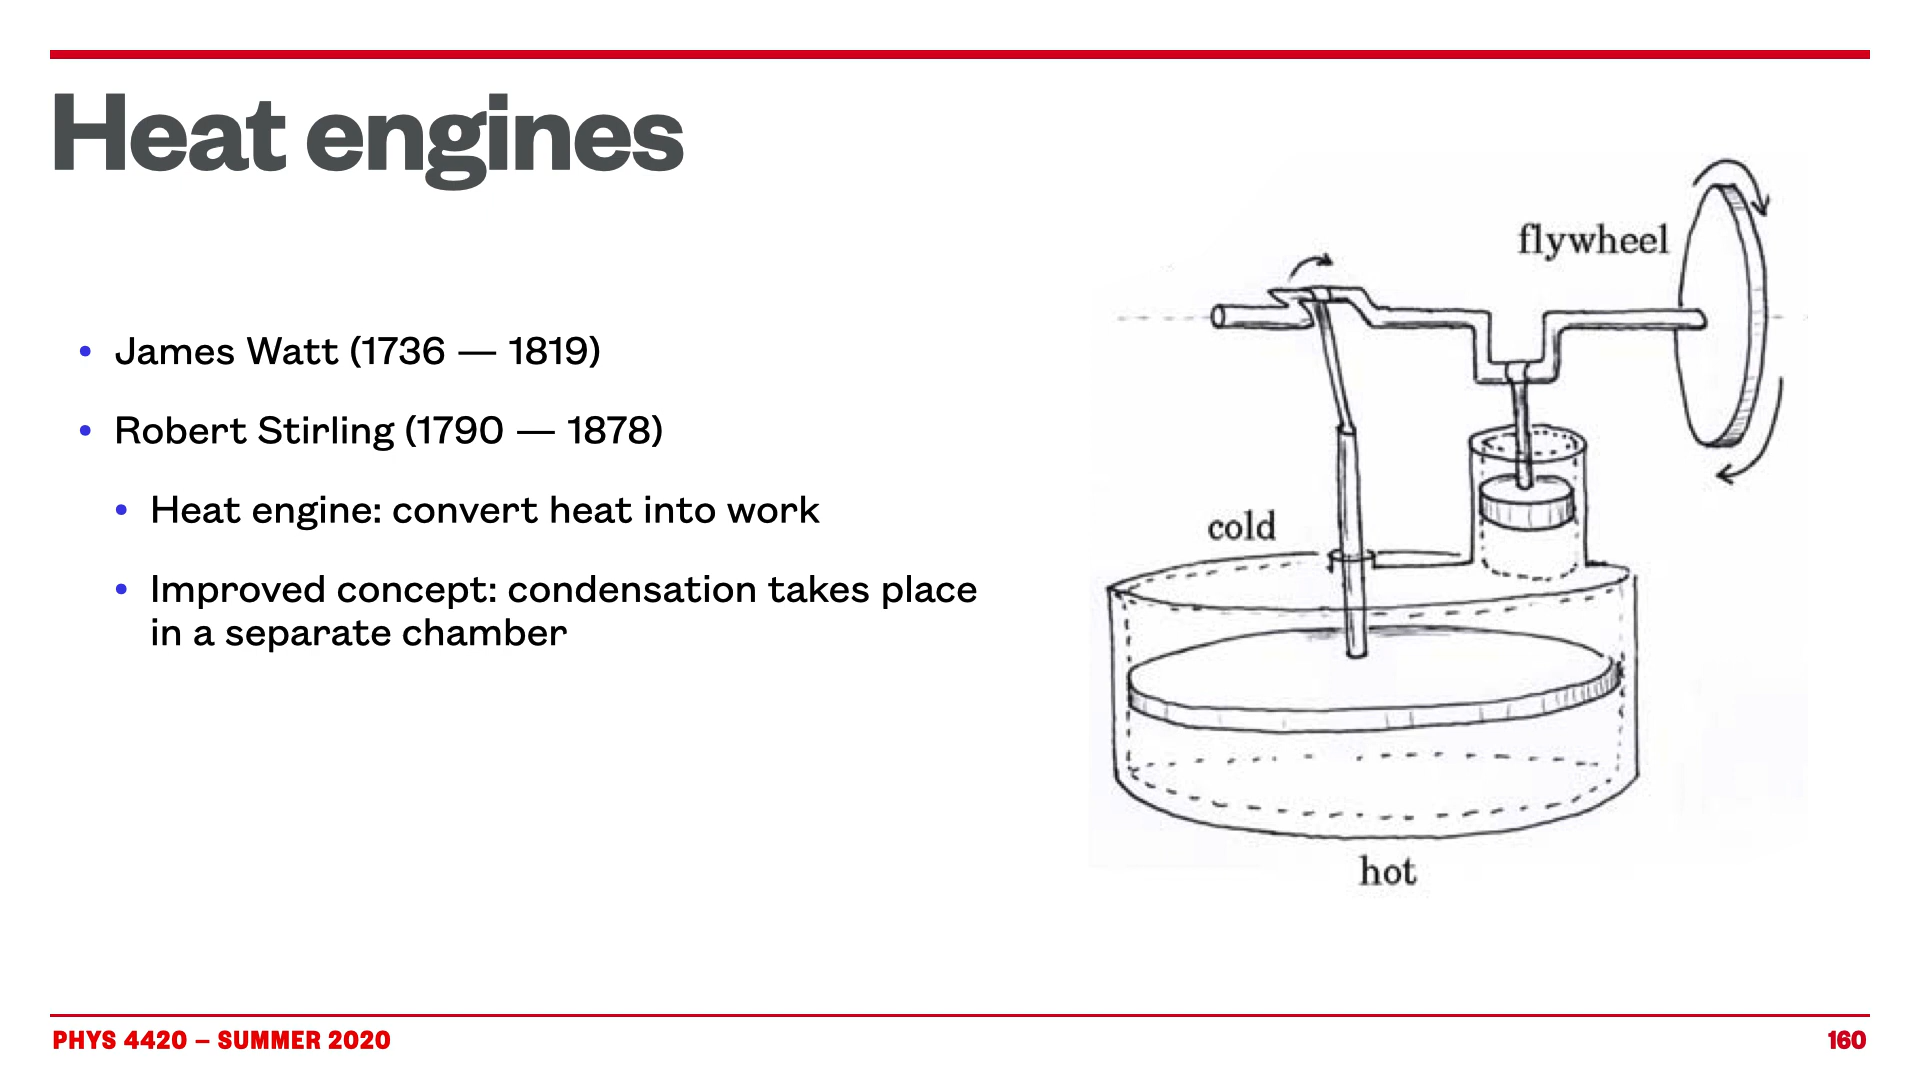 Heat engines
• James Watt (1736 — 1819)
• Robert Stirling (1790 — 1878)
• Heat engine: convert heat into work
• Improved concept: condensation takes place
in a separate chamber
flywheel
cold
hot
PHYS 4420 – SUMMER 2020
160